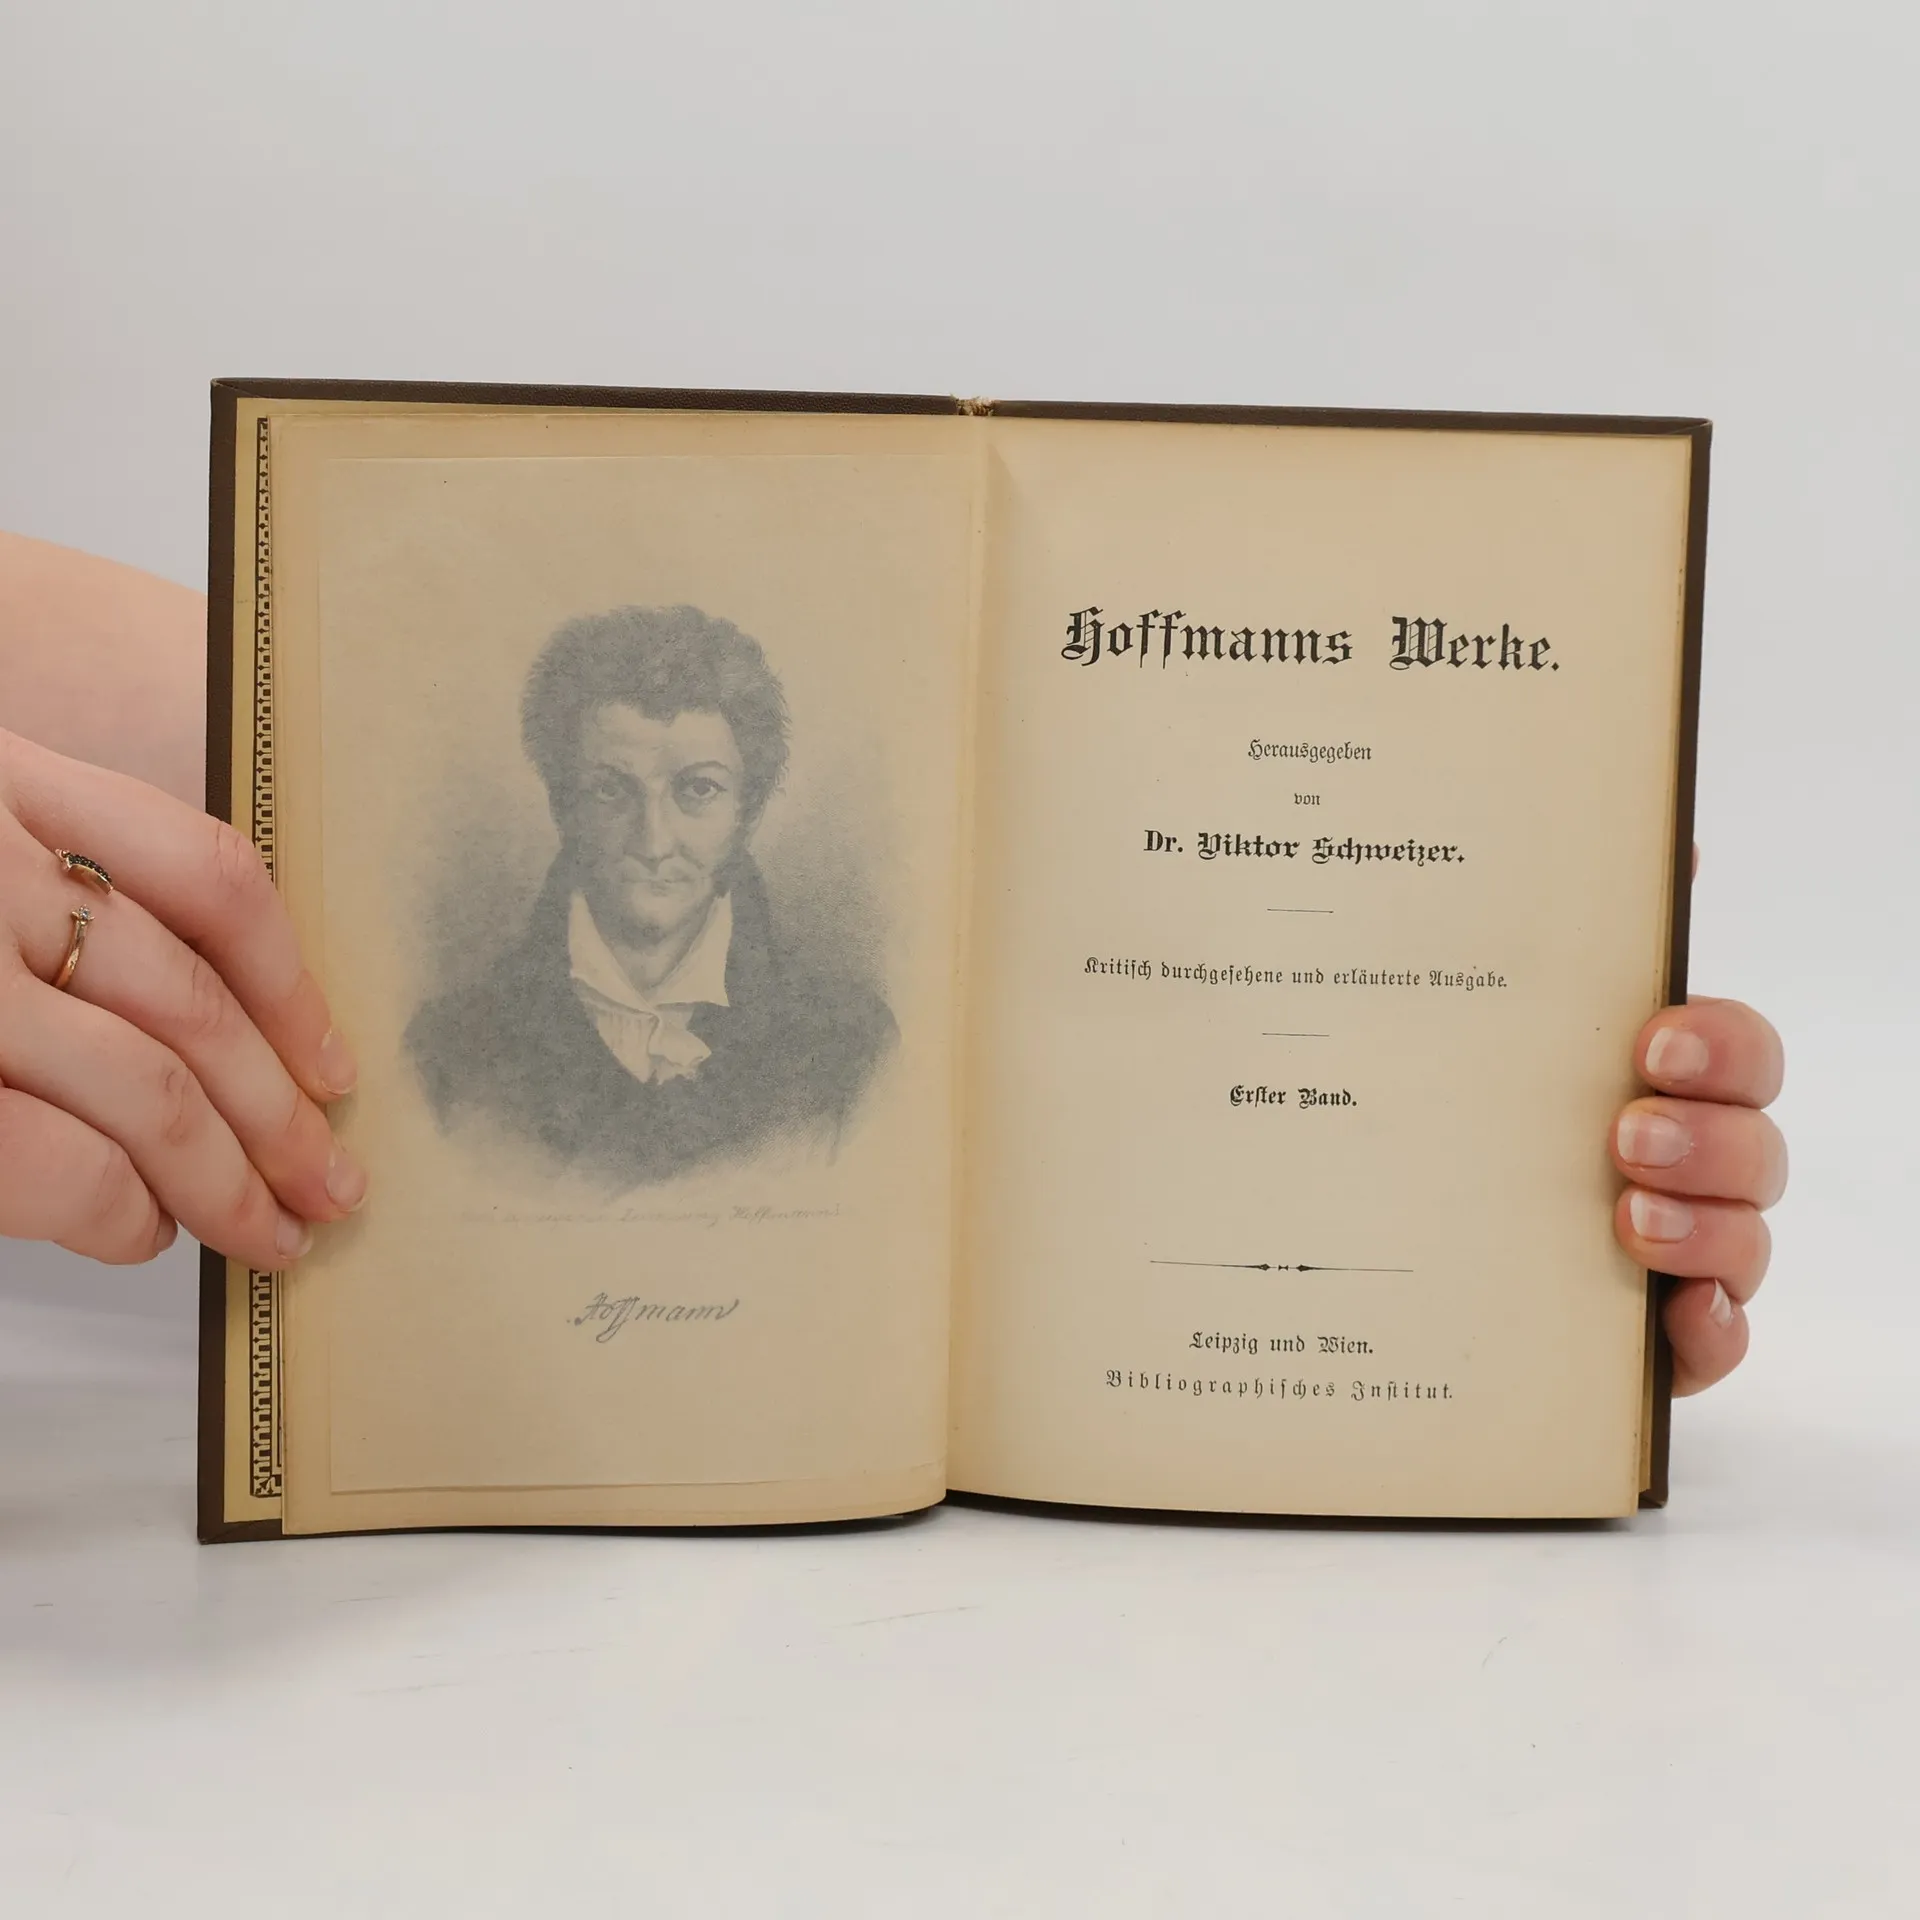 Hoffmann
Hoffmanns Werke.
Herausgegeben
von
Dr. Viktor Schweizer.
Kritiſch durchgeſehene und erläuterte Ausgabe.
Erſter Band.
Leipzig und Wien.
Bibliographiſches Inſtitut.